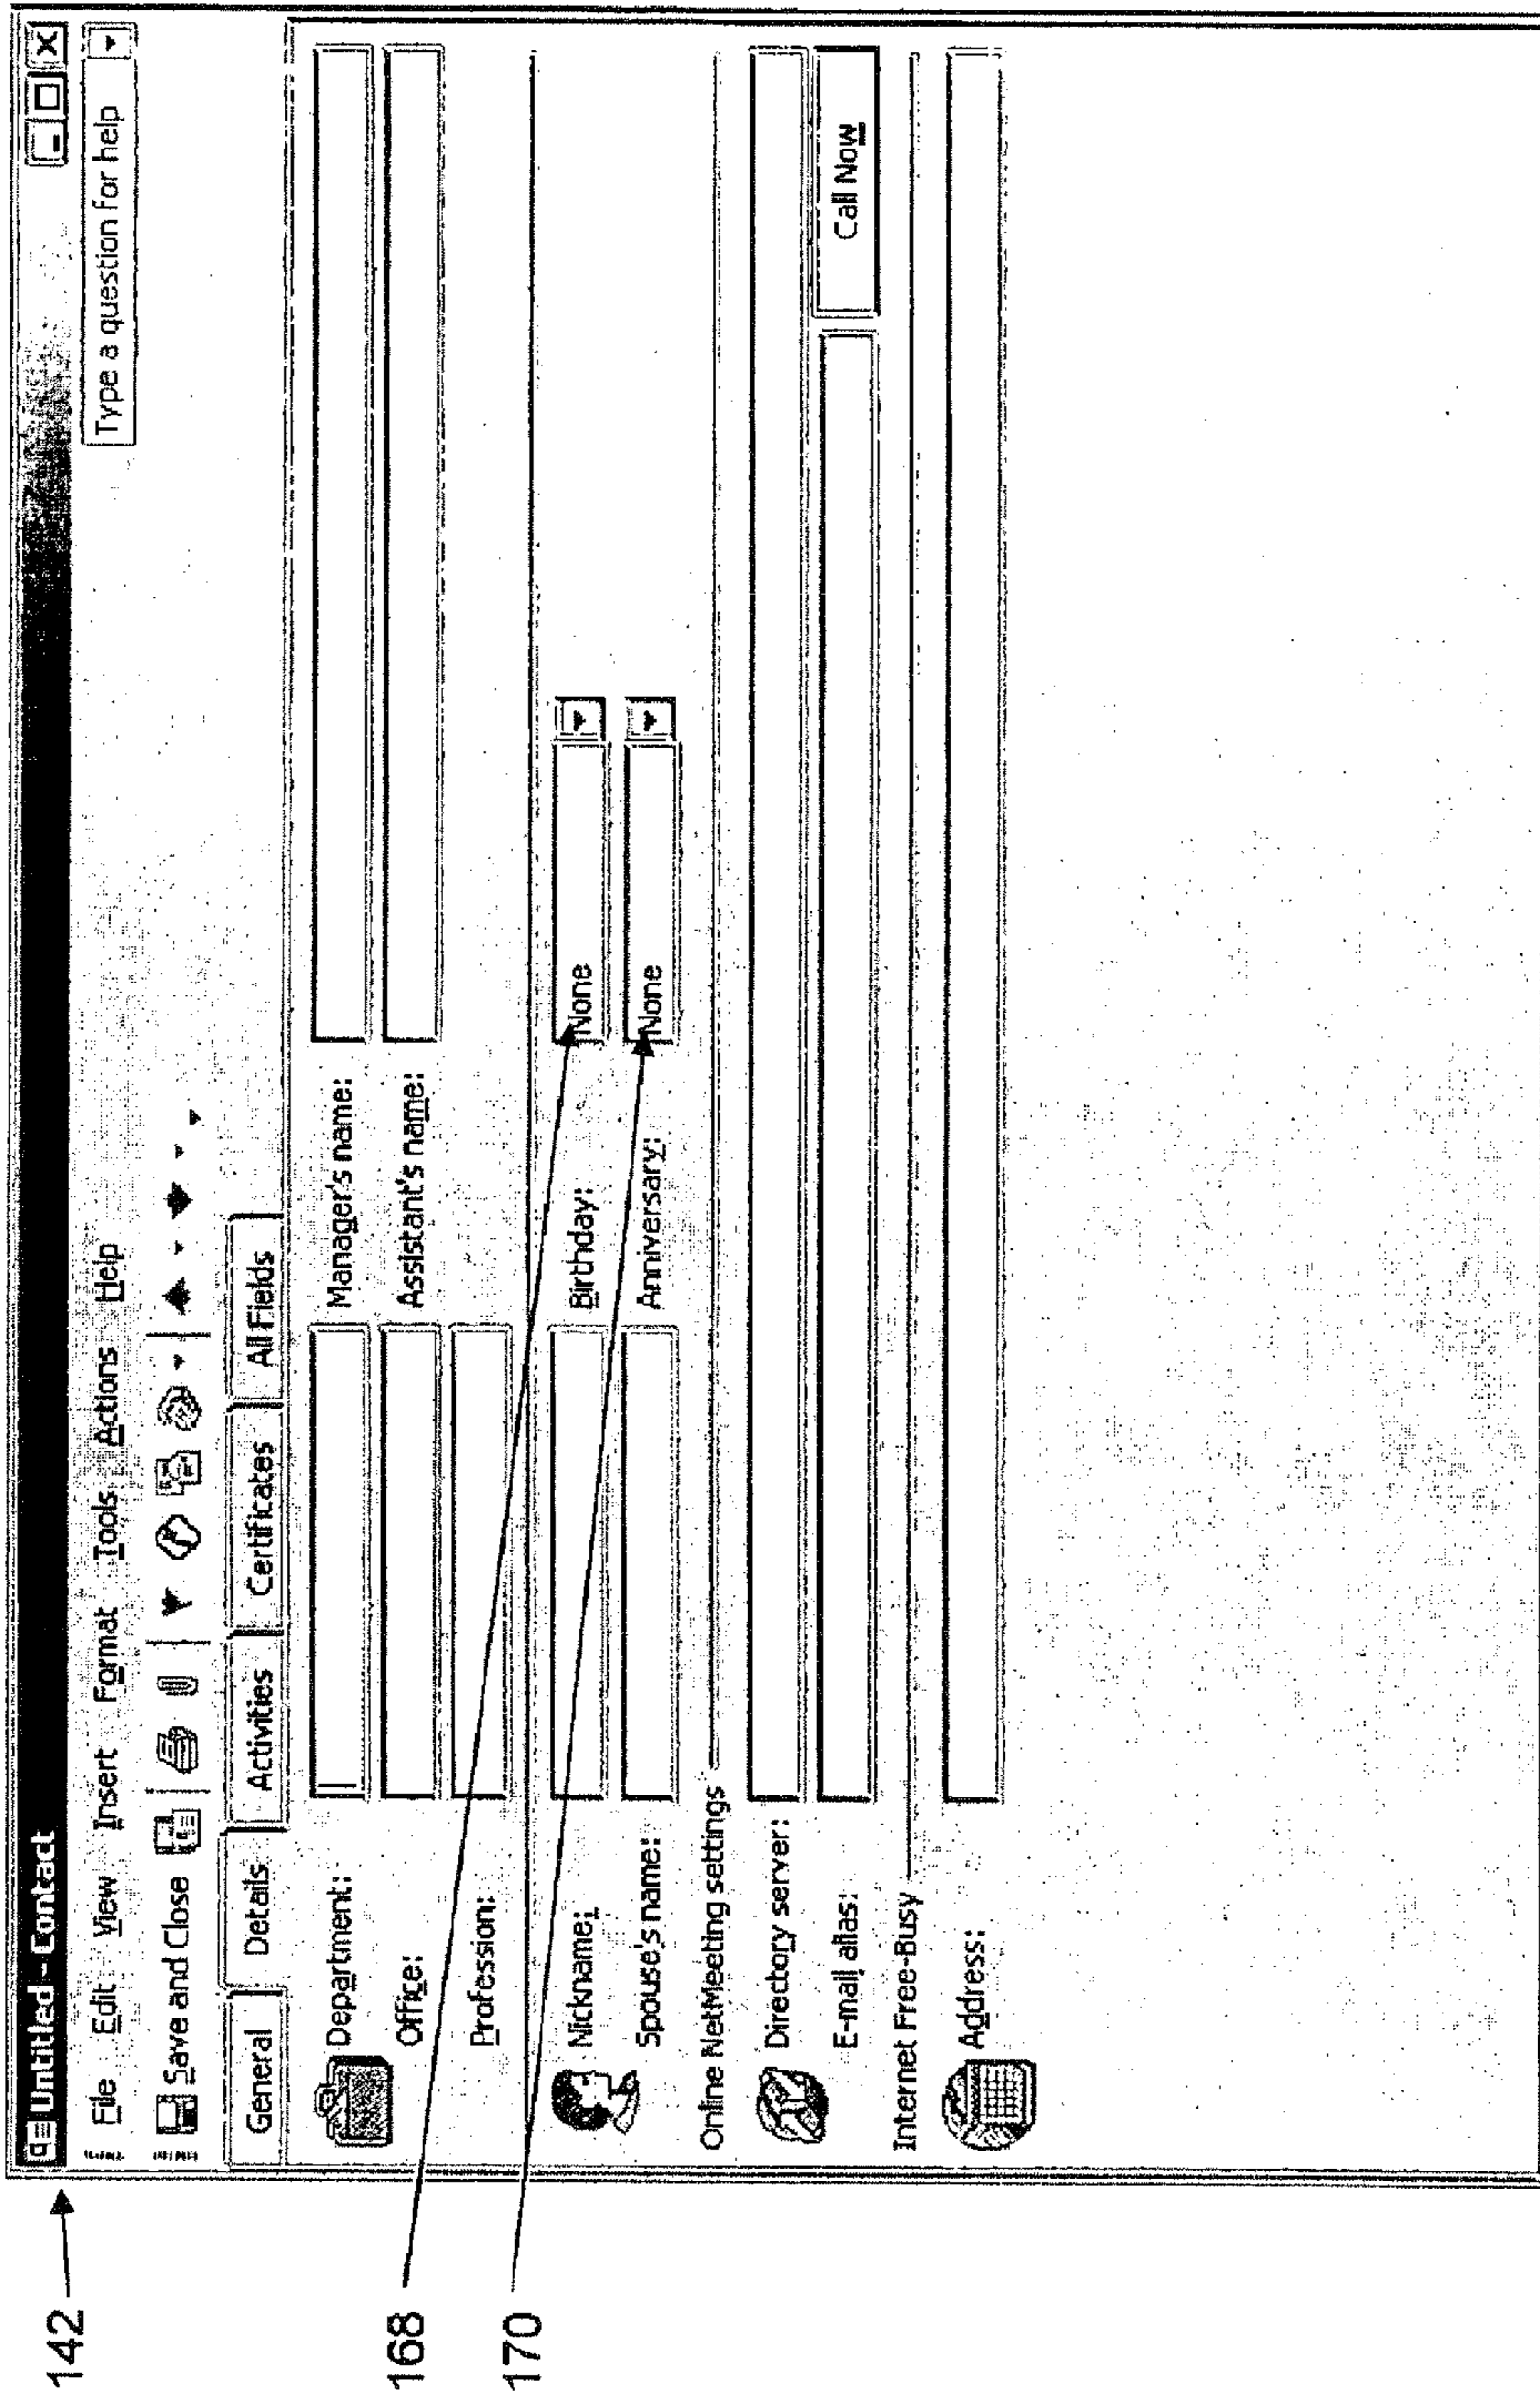 142
Untitled - Contact
File Edit View Insert Format Tools Actions Help
Type a question for help
Save and Close
General Details Activities Certificates All Fields
Department: Manager's name:
Office: Assistant's name:
Profession:
168
170
Nickname: Birthday: None
Spouse's name: Anniversary: None
Online NetMeeting settings
Directory server:
E-mail alias: Call Now
Internet Free-Busy
Address: